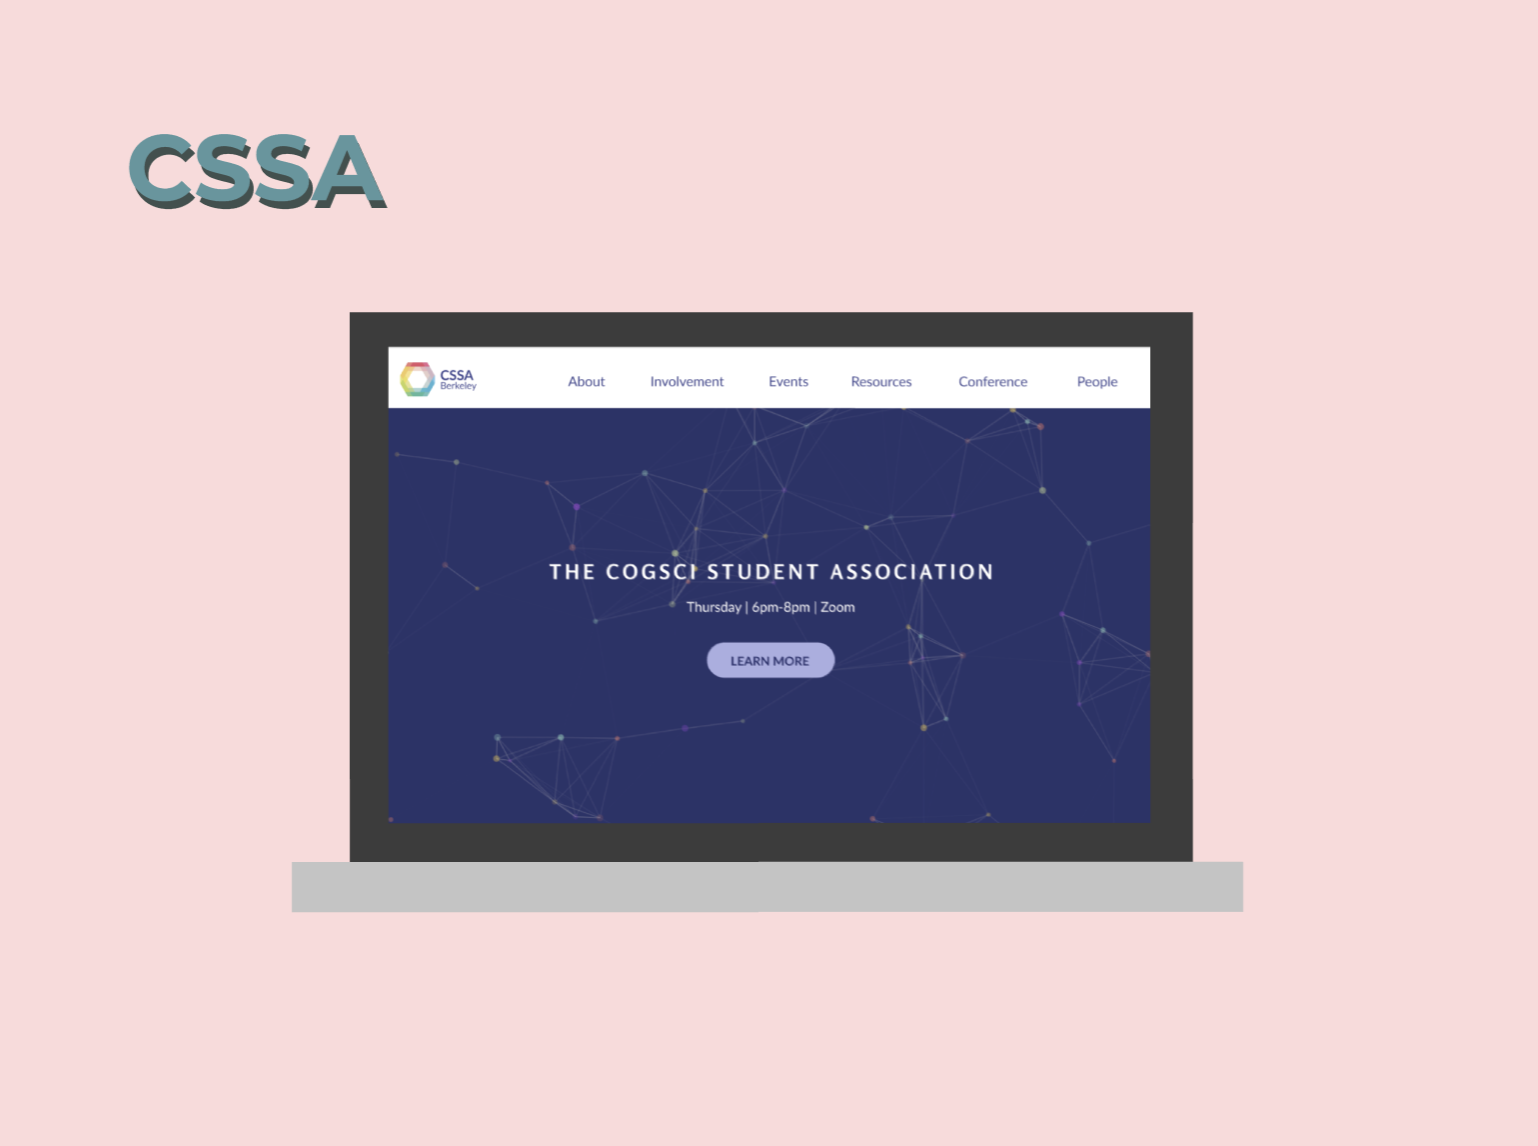 CSSA
CSSA
Berkeley
About Involvement Events Resources Conference People
THE COGSCI STUDENT ASSOCIATION
Thursday | 6pm-8pm | Zoom
LEARN MORE